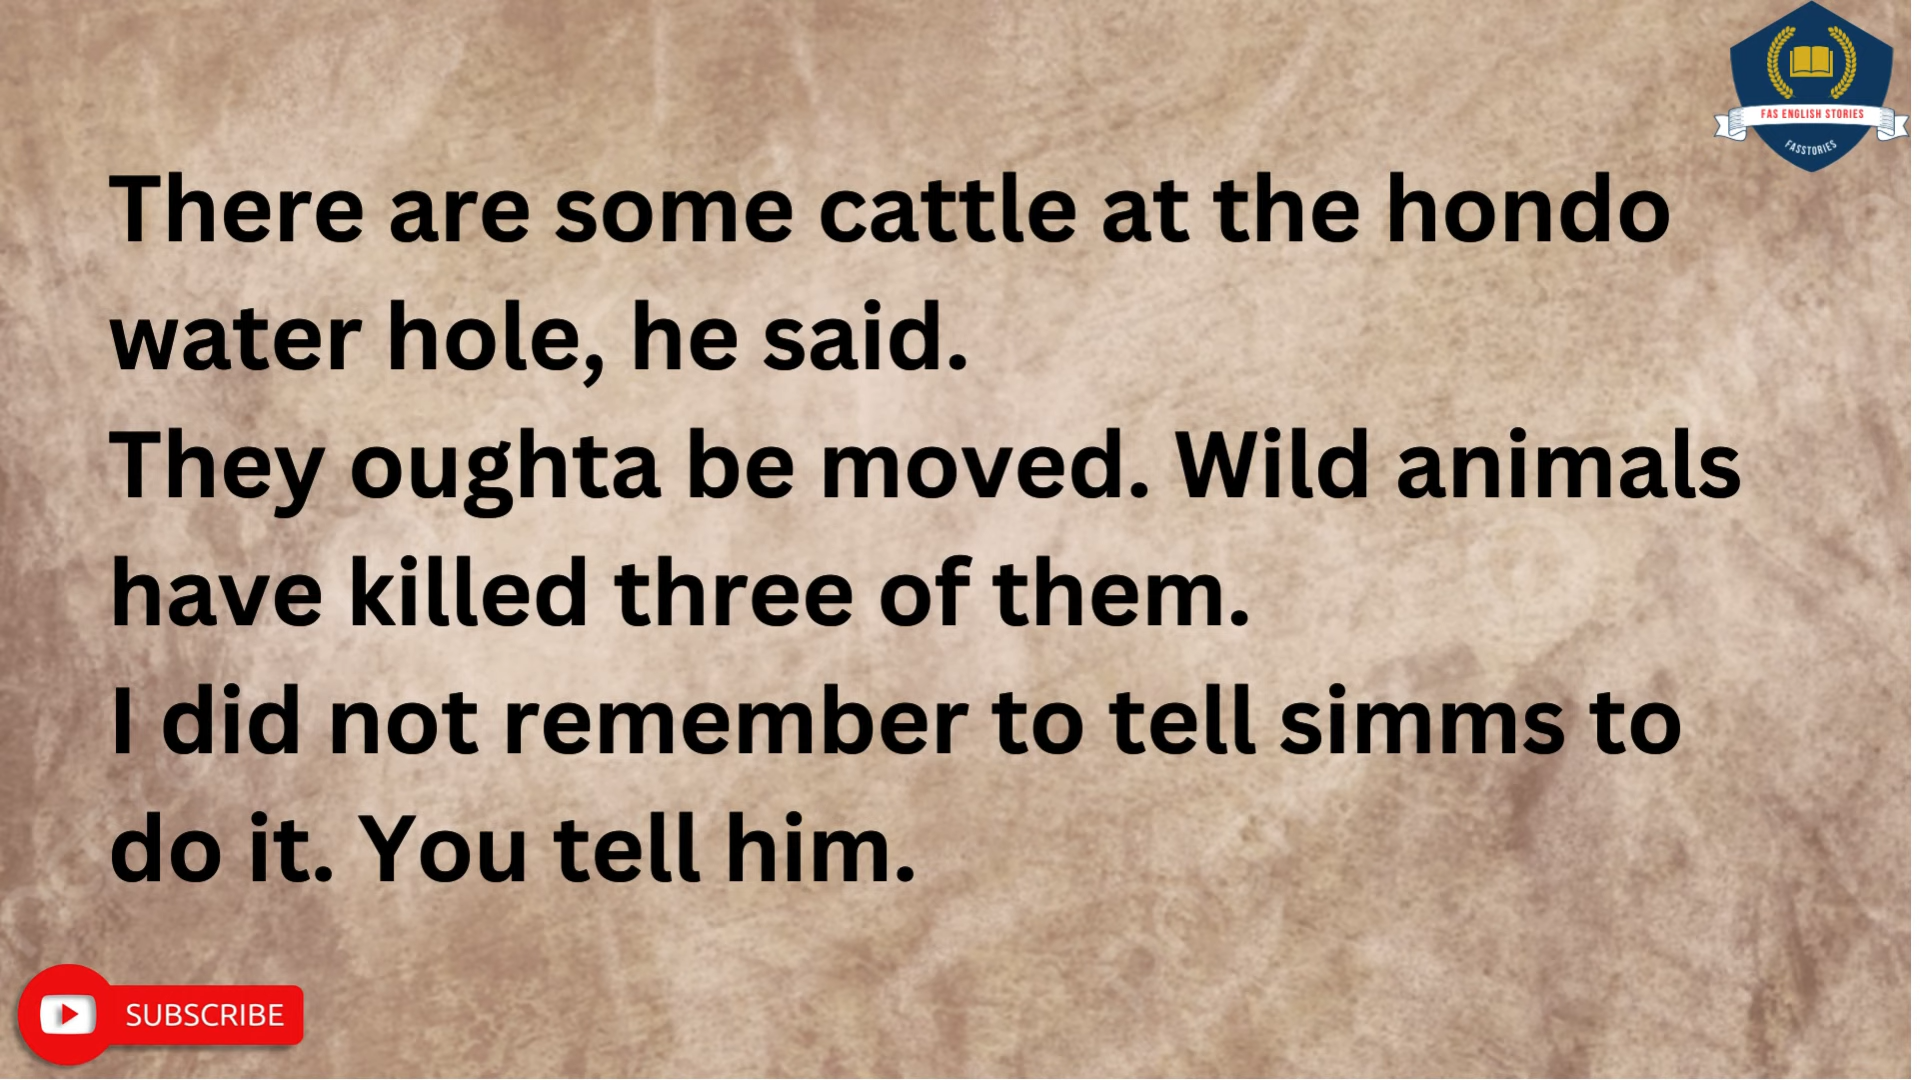 FAS ENGLISH STORIES
FASSTORIES
There are some cattle at the hondo
water hole, he said.
They oughta be moved. Wild animals
have killed three of them.
I did not remember to tell simms to
do it. You tell him.
SUBSCRIBE